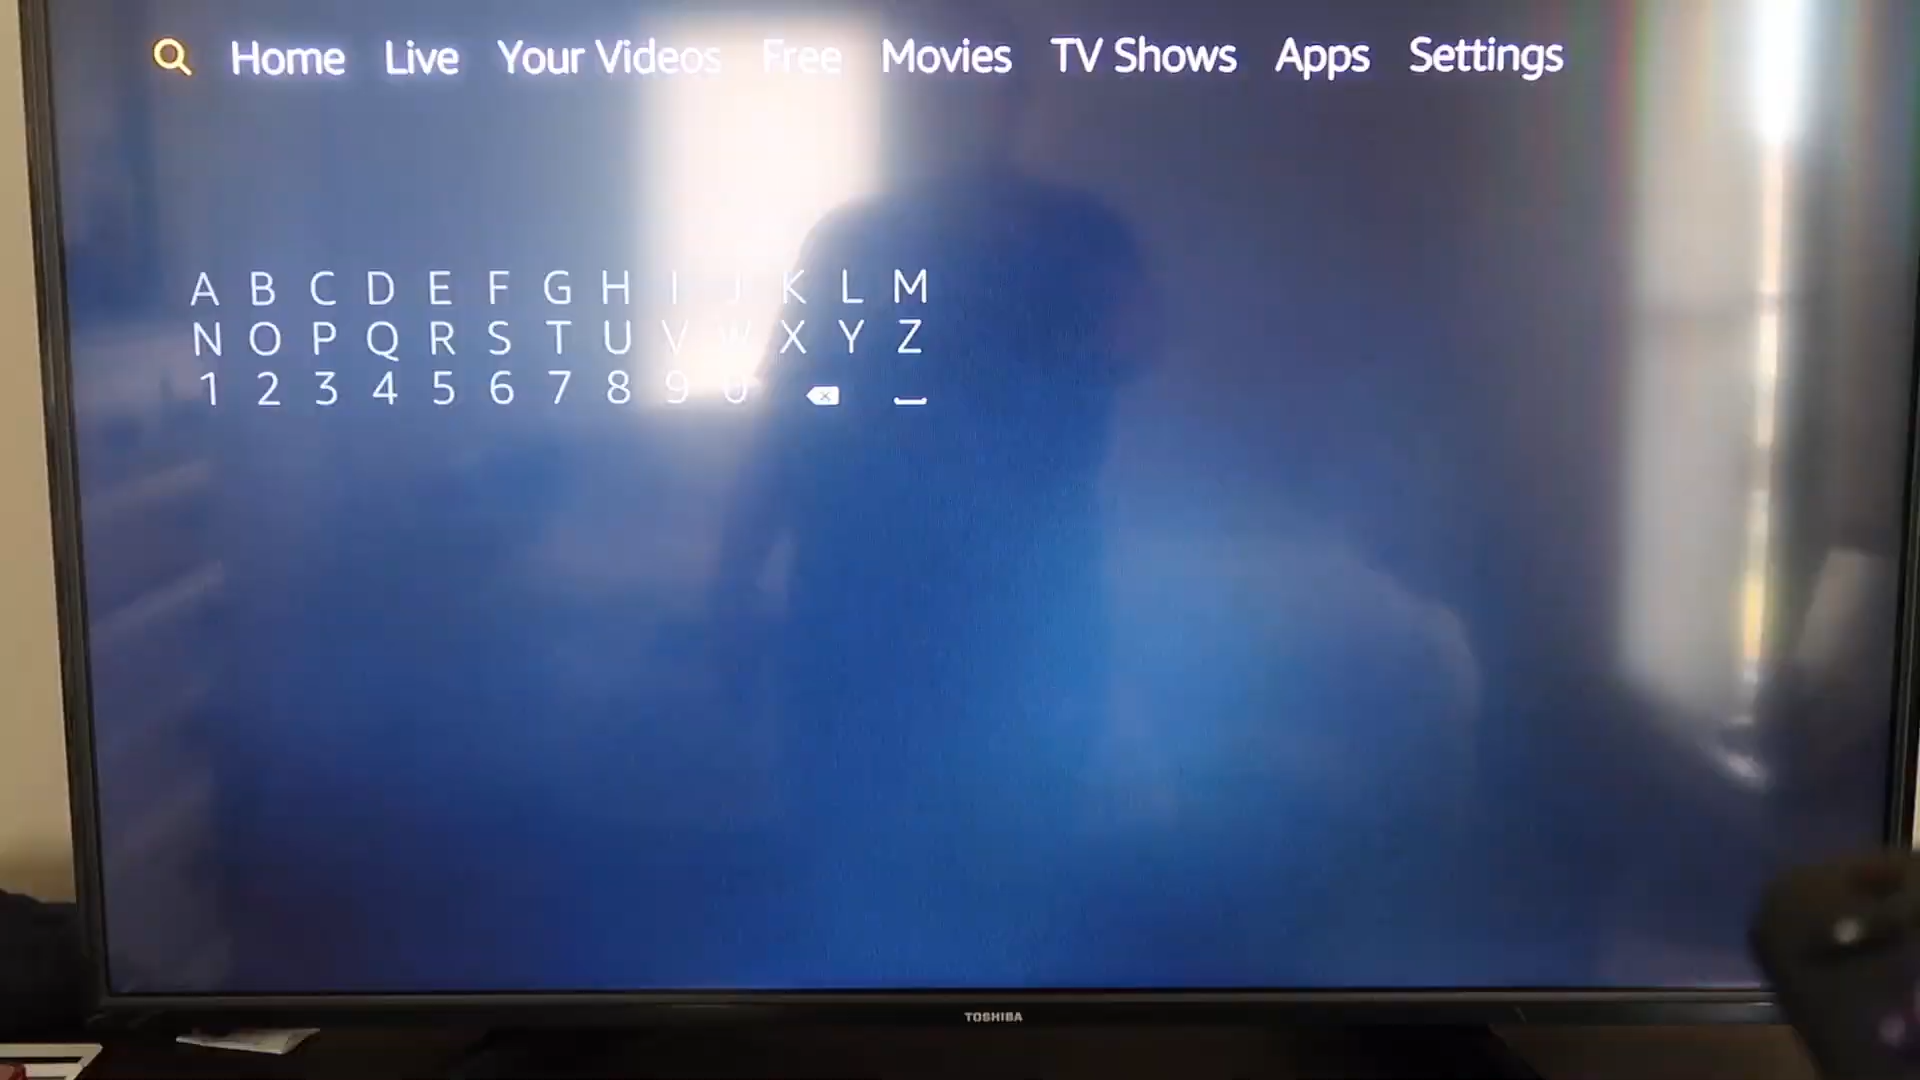 Home Live Your Videos Free Movies TV Shows Apps Settings
A B C D E F G H I J K L M
N O P Q R S T U V W X Y Z
1 2 3 4 5 6 7 8 9 0
TOSHIBA